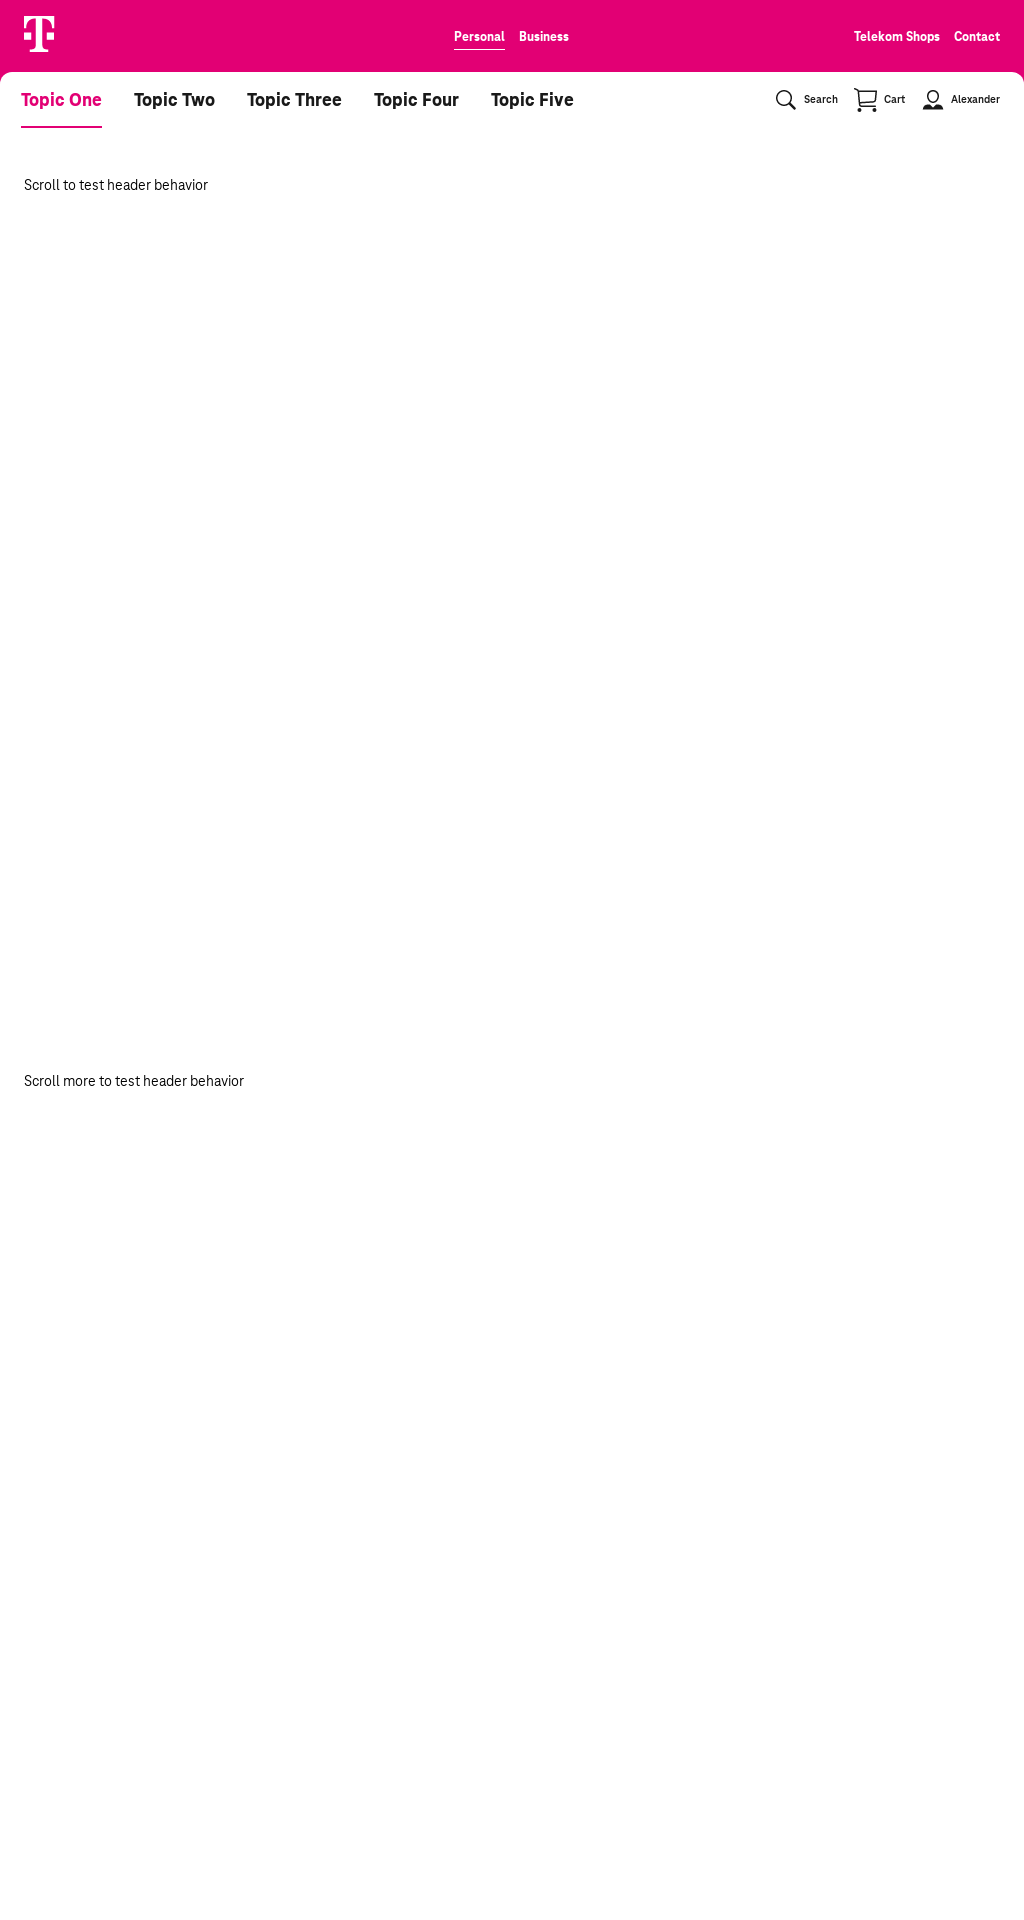 T Personal Business Telekom Shops Contact
Topic One Topic Two Topic Three Topic Four Topic Five Search Cart Alexander
Scroll to test header behavior
Scroll more to test header behavior